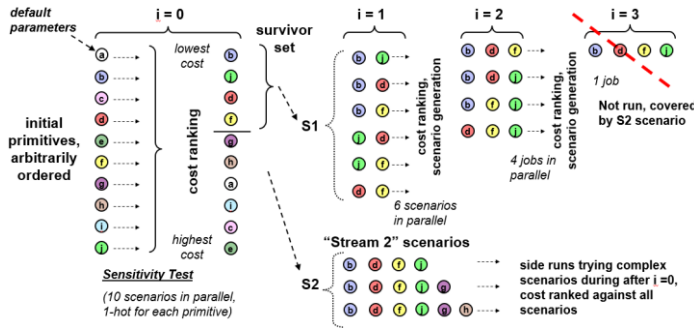 i = 0
i = 1
i = 2
i = 3
default
parameters
lowest
cost
survivor
set
a
b
c
d
e
f
g
h
i
j
initial
primitives,
arbitrarily
ordered
cost ranking
b
j
d
f
g
h
a
i
c
e
highest
cost
Sensitivity Test
(10 scenarios in parallel,
1-hot for each primitive)
S1
b j
b d
b f
j d
j f
d f
6 scenarios
in parallel
cost ranking,
scenario generation
b d f
b d j
b f j
d f j
4 jobs in
parallel
cost ranking,
scenario generation
b d f j
1 job
Not run, covered
by S2 scenario
"Stream 2" scenarios
S2
b d f j
b d f j g
b d f j g h
side runs trying complex
scenarios during after i =0,
cost ranked against all
scenarios